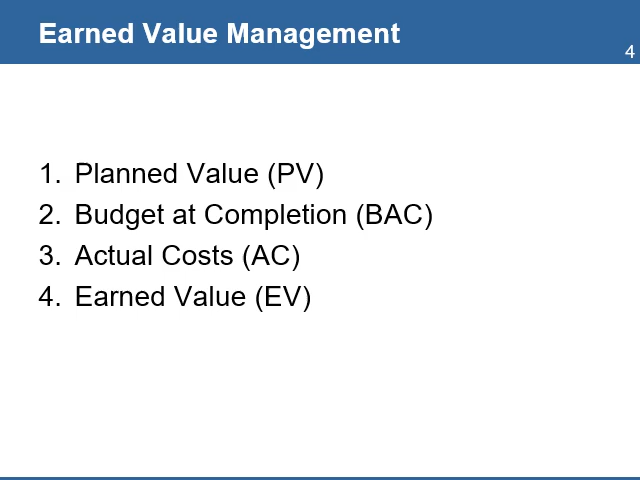 Earned Value Management
4
1. Planned Value (PV)
2. Budget at Completion (BAC)
3. Actual Costs (AC)
4. Earned Value (EV)